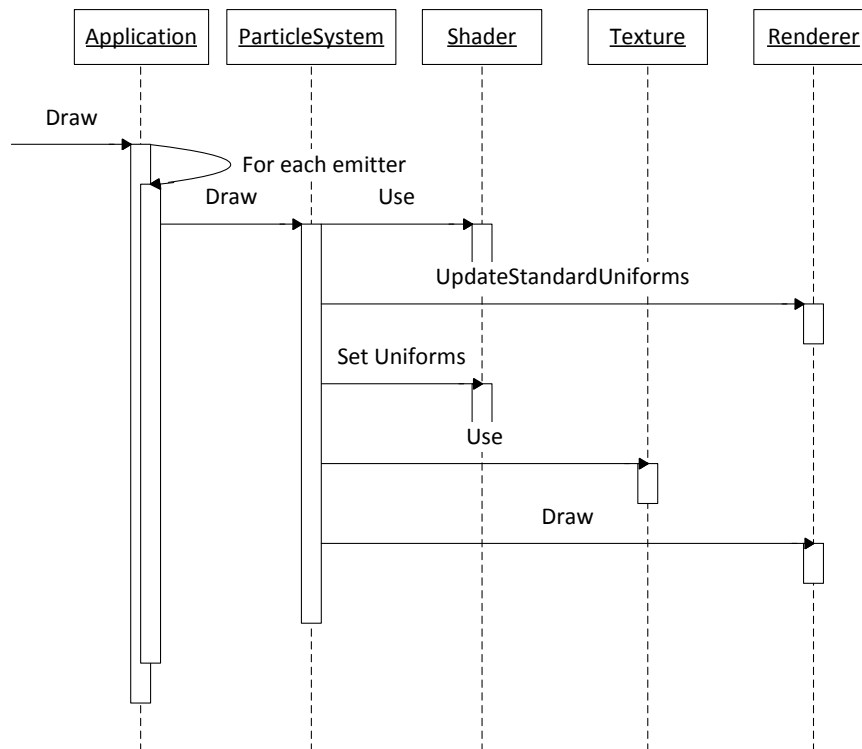 Application
ParticleSystem
Shader
Texture
Renderer
Draw
For each emitter
Draw
Use
UpdateStandardUniforms
Set Uniforms
Use
Draw